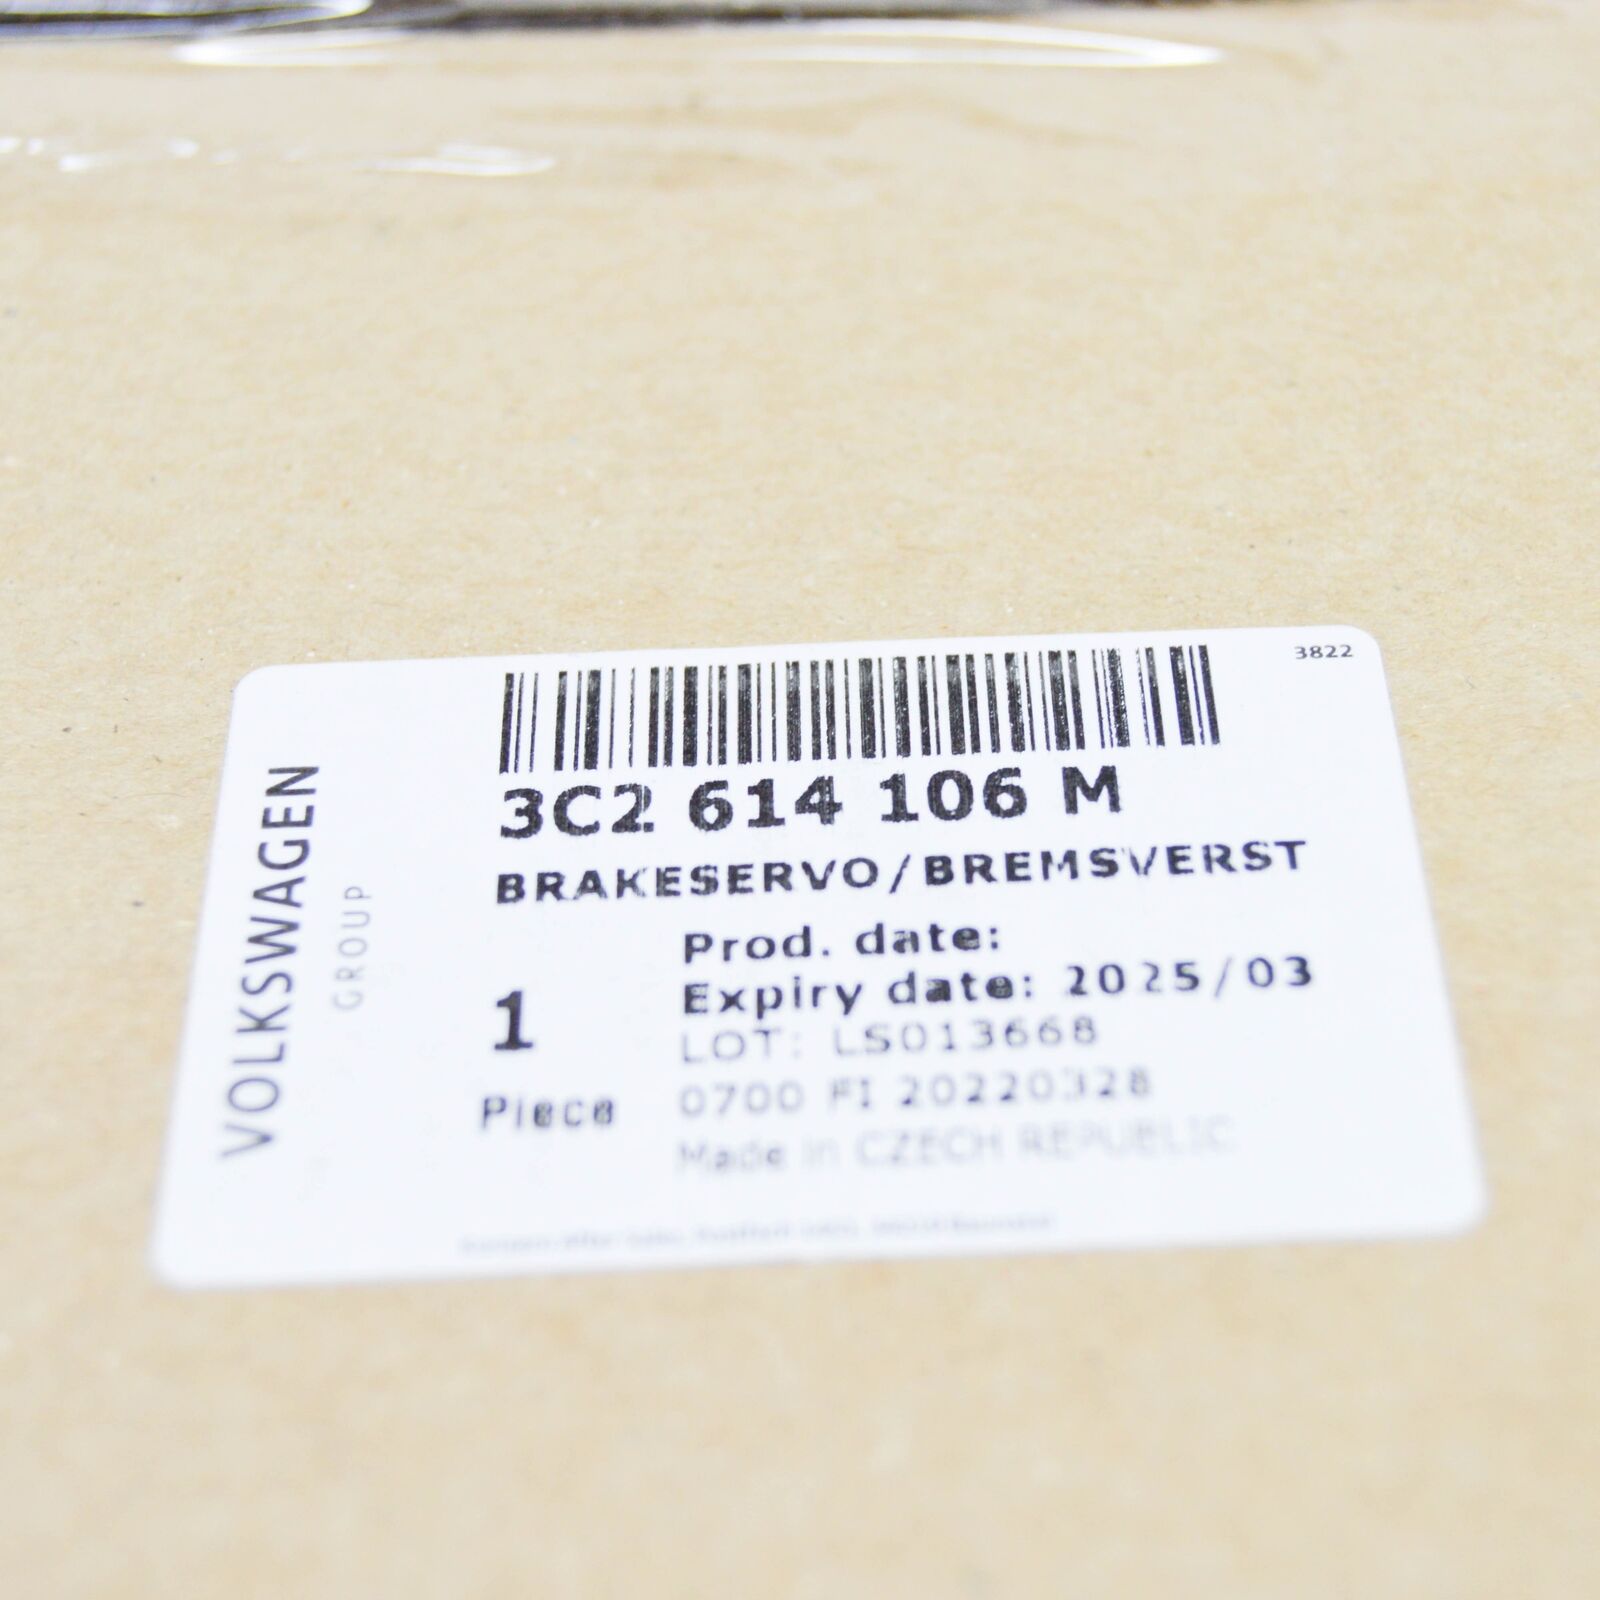 3822
VOLKSWAGEN
GROUP
3C2 614 106 M
BRAKESERVO/BREMSVERST
Prod. date:
Expiry date: 2025/03
1
Piece
LOT: LS013668
0700 FI 20220328
Made in CZECH REPUBLIC